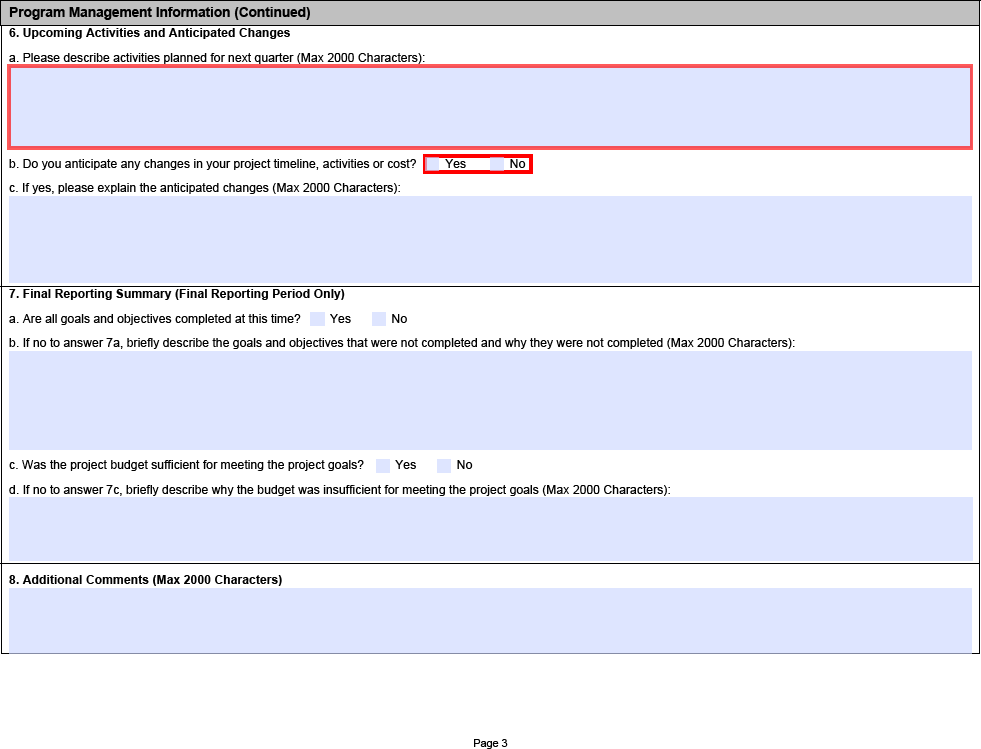 Program Management Information (Continued)
6. Upcoming Activities and Anticipated Changes
a. Please describe activities planned for next quarter (Max 2000 Characters):
b. Do you anticipate any changes in your project timeline, activities or cost? Yes No
c. If yes, please explain the anticipated changes (Max 2000 Characters):
7. Final Reporting Summary (Final Reporting Period Only)
a. Are all goals and objectives completed at this time? Yes No
b. If no to answer 7a, briefly describe the goals and objectives that were not completed and why they were not completed (Max 2000 Characters):
c. Was the project budget sufficient for meeting the project goals? Yes No
d. If no to answer 7c, briefly describe why the budget was insufficient for meeting the project goals (Max 2000 Characters):
8. Additional Comments (Max 2000 Characters)
Page 3